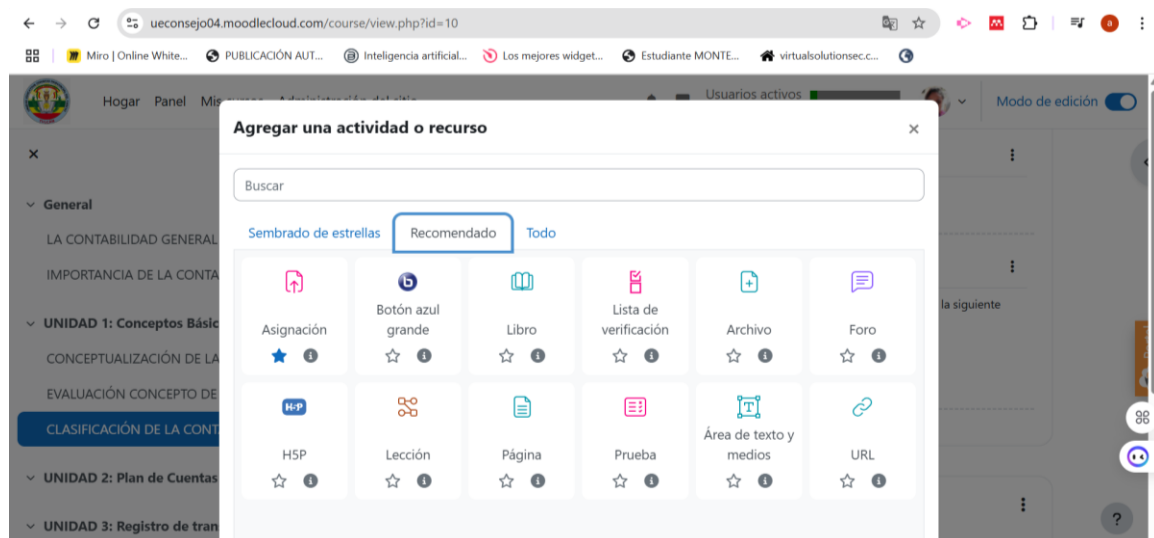 ueconsejo04.moodlecloud.com/course/view.php?id=10
Miro | Online White... PUBLICACIÓN AUT... Inteligencia artificial... Los mejores widget... Estudiante MONTE... virtualsolutionsec.c...
Hogar Panel Mis Usuarios activos Modo de edición
Agregar una actividad o recurso
Buscar
General
LA CONTABILIDAD GENERAL
IMPORTANCIA DE LA CONTA
UNIDAD 1: Conceptos Básic
CONCEPTUALIZACIÓN DE LA
EVALUACIÓN CONCEPTO DE
CLASIFICACIÓN DE LA CONT
UNIDAD 2: Plan de Cuentas
UNIDAD 3: Registro de tran
Sembrado de estrellas Recomendado Todo
Asignación
Botón azul
grande
Libro
Lista de
verificación
Archivo
Foro
H5P
H5P
Lección
Página
Prueba
Área de texto y
medios
URL
la siguiente